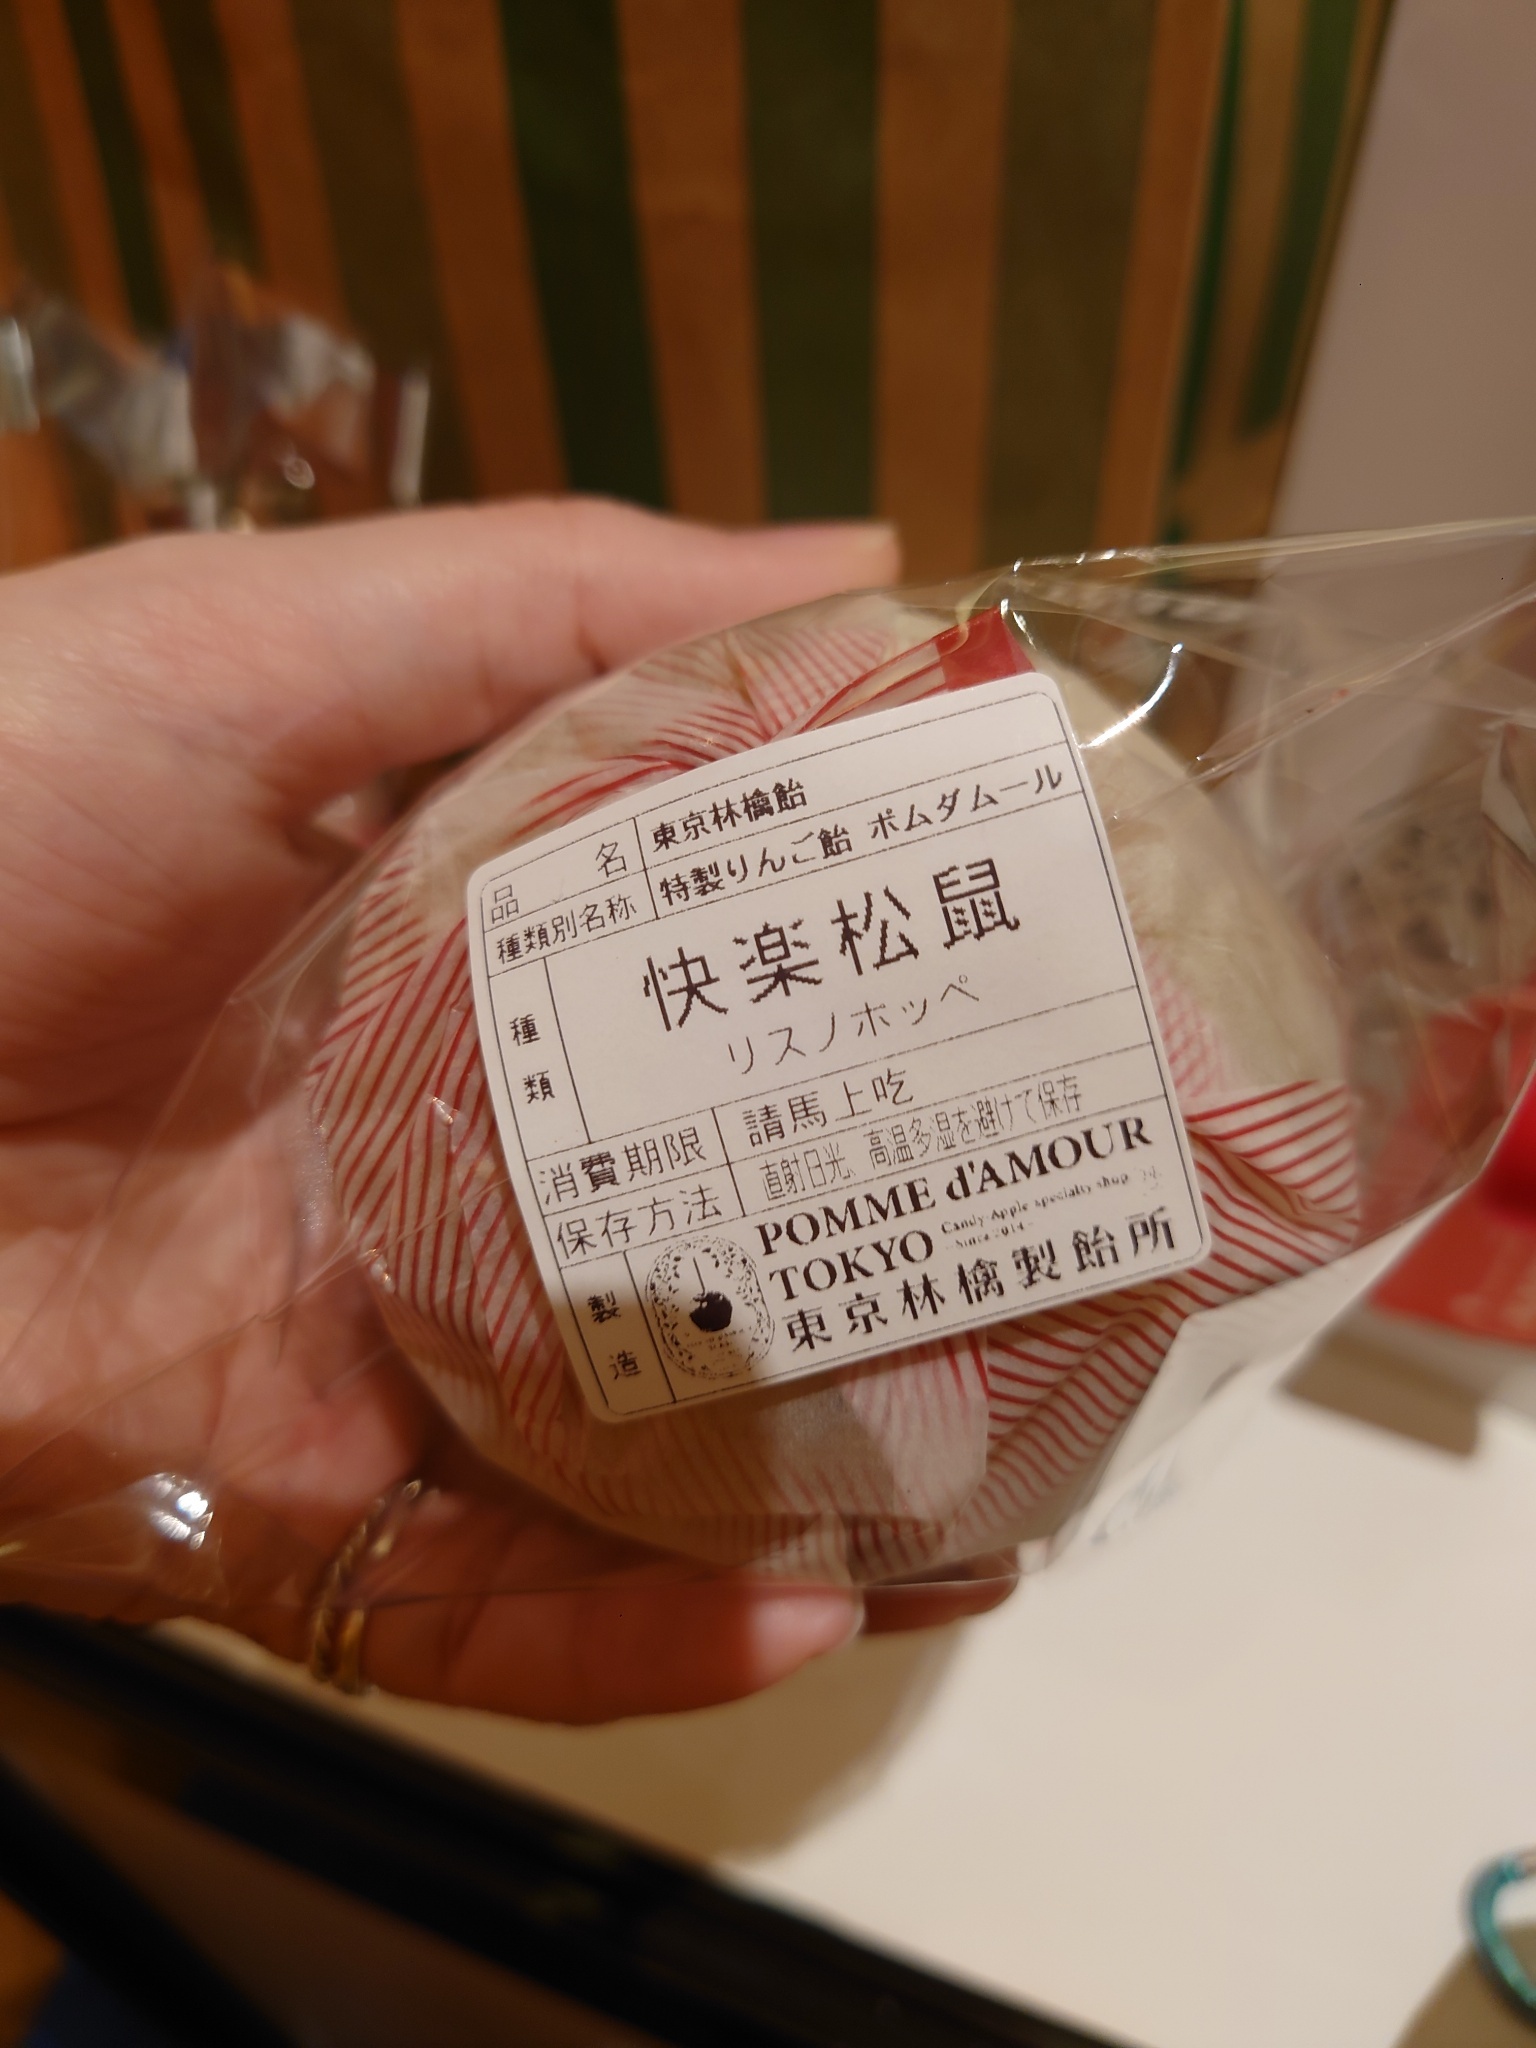 品名 東京林檎飴
種類別名称 特製りんご飴 ポムダムール
種類 快楽松鼠
リスノホッペ
消費期限 請馬上吃
保存方法 直射日光、高温多湿を避けて保存
製造 POMME d'AMOUR
TOKYO Candy Apple specialty shop
-Since 2014-
東京林檎製飴所